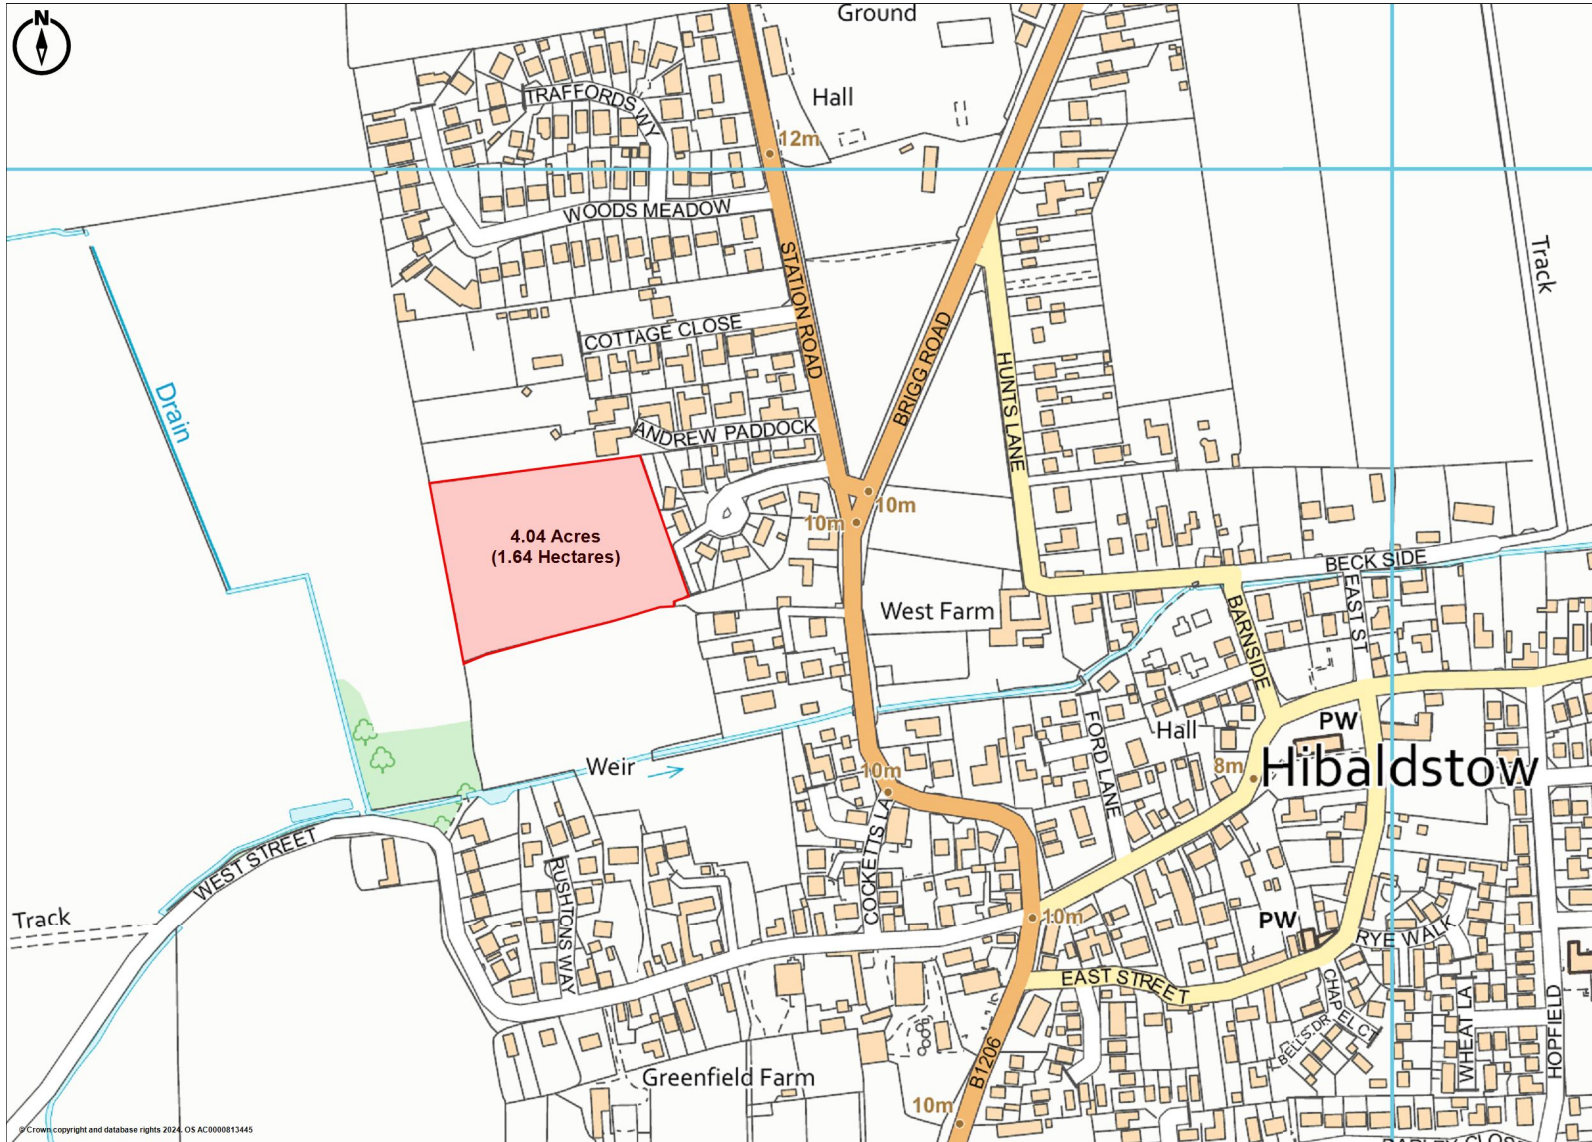 N
Ground
Hall
TRAFFORDS WY
12m
WOODS MEADOW
STATION ROAD
Track
COTTAGE CLOSE
BRIGG ROAD
HUNTS LANE
Drain
ANDREW PADDOCK
10m
10m
4.04 Acres
(1.64 Hectares)
BECK SIDE
EAST ST
West Farm
BARNSIDE
FORD LANE
Hall
PW
Hibaldstow
8m
Weir
10m
WEST STREET
RUSHTONS WAY
COCKETTS LA
Track
10m
PW
RYE WALK
EAST STREET
CHAPEL CT
BELLS DR
WHEAT LA
HOPFIELD
B1206
Greenfield Farm
10m
© Crown copyright and database rights 2024. OS AC0000813445